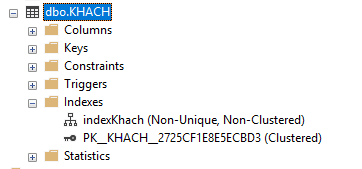 dbo.KHACH
Columns
Keys
Constraints
Triggers
Indexes
indexKhach (Non-Unique, Non-Clustered)
PK__KHACH__2725CF1E8E5ECBD3 (Clustered)
Statistics